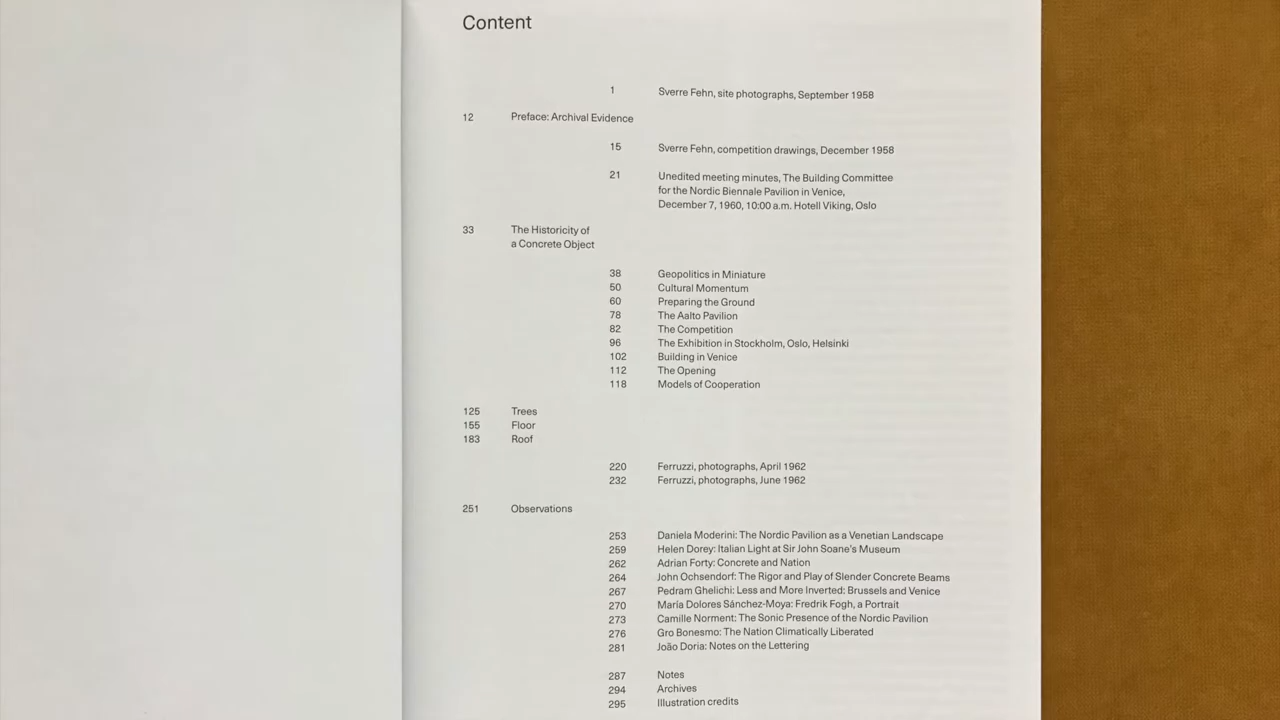 Content
1 Sverre Fehn, site photographs, September 1958
12 Preface: Archival Evidence
15 Sverre Fehn, competition drawings, December 1958
21 Unedited meeting minutes, The Building Committee
for the Nordic Biennale Pavilion in Venice,
December 7, 1960, 10:00 a.m. Hotell Viking, Oslo
33 The Historicity of
a Concrete Object
38 Geopolitics in Miniature
50 Cultural Momentum
60 Preparing the Ground
78 The Aalto Pavilion
82 The Competition
96 The Exhibition in Stockholm, Oslo, Helsinki
102 Building in Venice
112 The Opening
118 Models of Cooperation
125 Trees
155 Floor
183 Roof
220 Ferruzzi, photographs, April 1962
232 Ferruzzi, photographs, June 1962
251 Observations
253 Daniela Moderini: The Nordic Pavilion as a Venetian Landscape
259 Helen Dorey: Italian Light at Sir John Soane's Museum
262 Adrian Forty: Concrete and Nation
264 John Ochsendorf: The Rigor and Play of Slender Concrete Beams
267 Pedram Ghelichi: Less and More Inverted: Brussels and Venice
270 María Dolores Sánchez-Moya: Fredrik Fogh, a Portrait
273 Camille Norment: The Sonic Presence of the Nordic Pavilion
276 Gro Bonesmo: The Nation Climatically Liberated
281 João Doria: Notes on the Lettering
287 Notes
294 Archives
295 Illustration credits